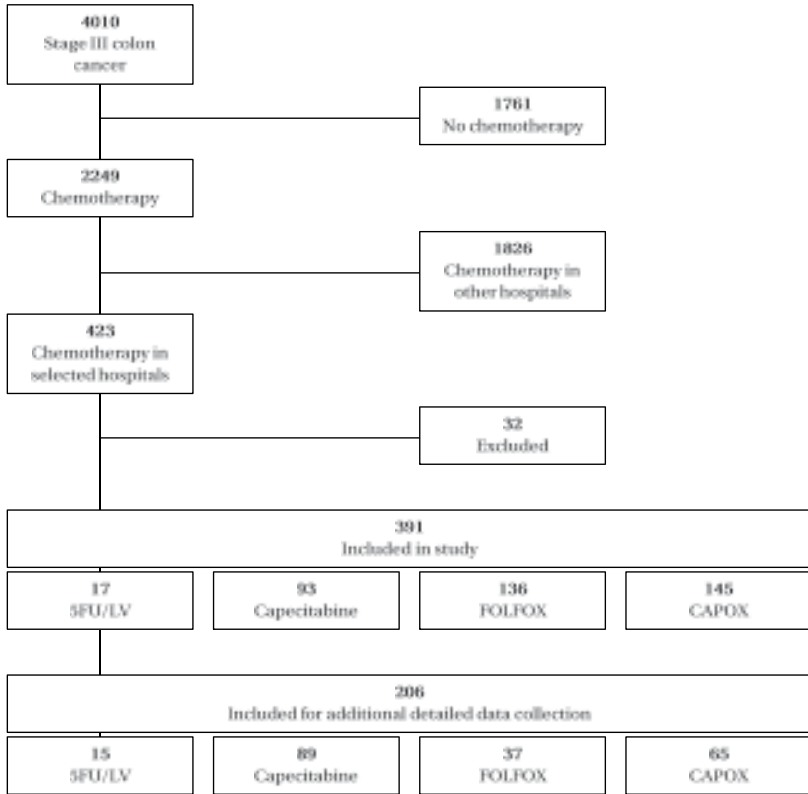 4010
Stage III colon
cancer
1761
No chemotherapy
2249
Chemotherapy
1826
Chemotherapy in
other hospitals
423
Chemotherapy in
selected hospitals
32
Excluded
391
Included in study
17
5FU/LV
93
Capecitabine
136
FOLFOX
145
CAPOX
206
Included for additional detailed data collection
15
5FU/LV
89
Capecitabine
37
FOLFOX
65
CAPOX